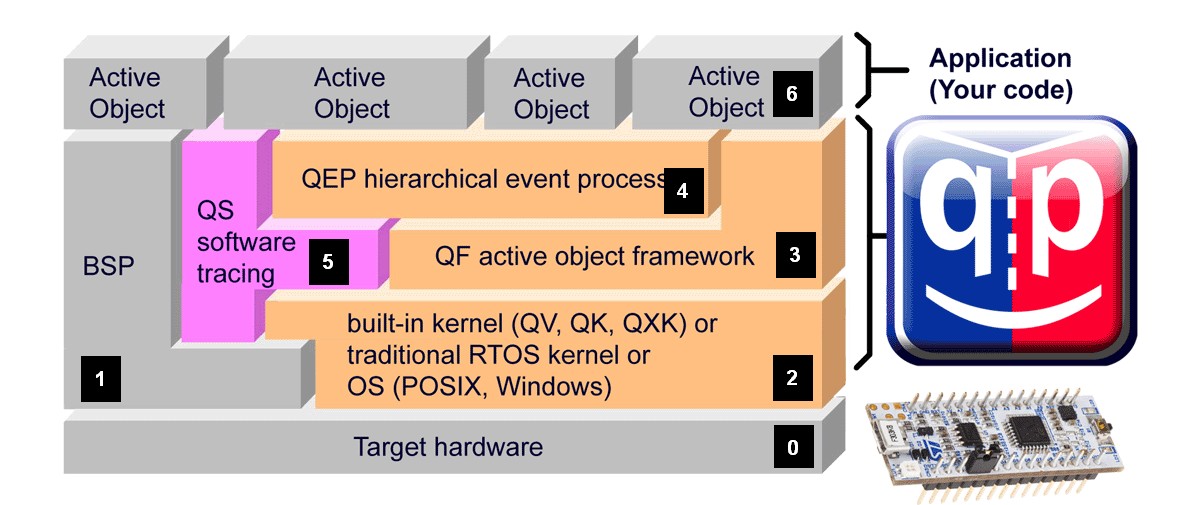 Active
Object
Active
Object
Active
Object
Active
Object
6
Application
(Your code)
QEP hierarchical event process
4
QS
software
tracing
5
BSP
QF active object framework
3
built-in kernel (QV, QK, QXK) or
traditional RTOS kernel or
OS (POSIX, Windows)
1
2
Target hardware
0
qp